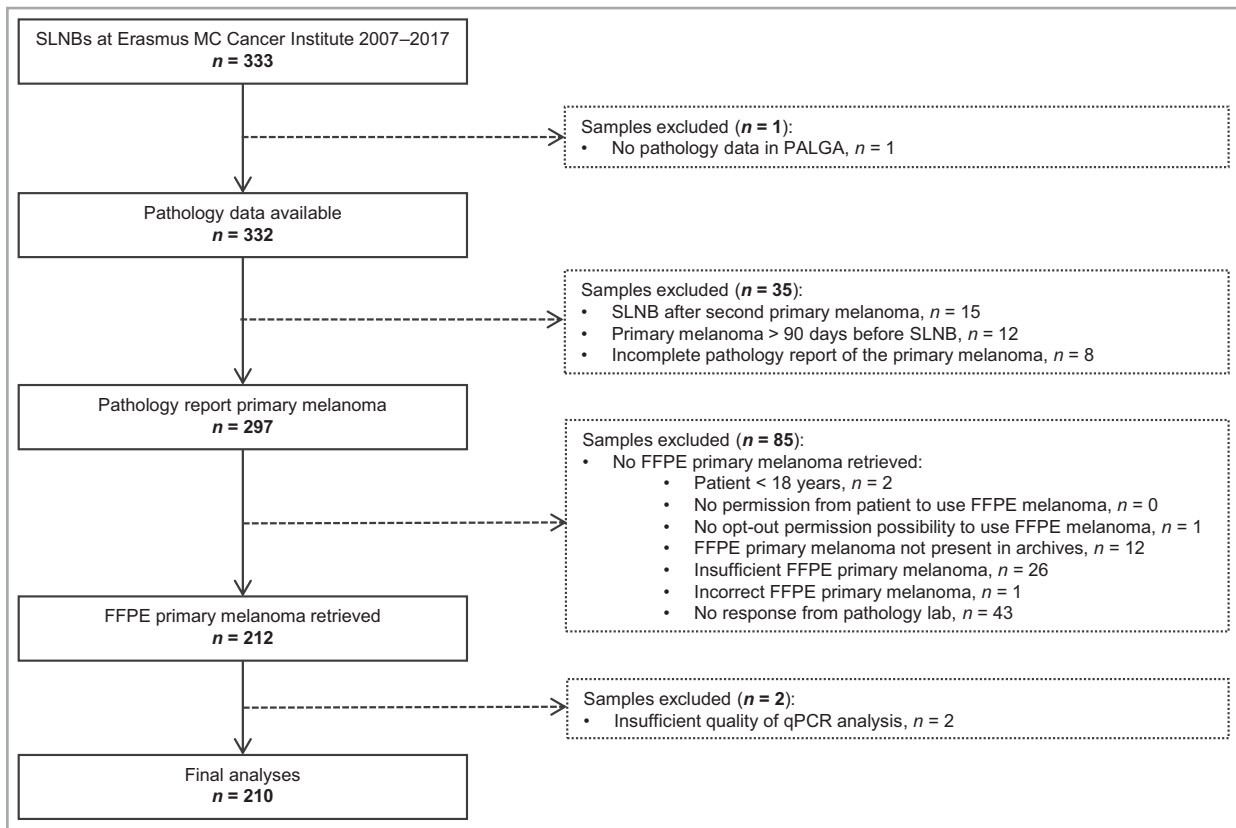 SLNBs at Erasmus MC Cancer Institute 2007–2017
n = 333
Samples excluded (n = 1):
• No pathology data in PALGA, n = 1
Pathology data available
n = 332
Samples excluded (n = 35):
• SLNB after second primary melanoma, n = 15
• Primary melanoma > 90 days before SLNB, n = 12
• Incomplete pathology report of the primary melanoma, n = 8
Pathology report primary melanoma
n = 297
Samples excluded (n = 85):
• No FFPE primary melanoma retrieved:
• Patient < 18 years, n = 2
• No permission from patient to use FFPE melanoma, n = 0
• No opt-out permission possibility to use FFPE melanoma, n = 1
• FFPE primary melanoma not present in archives, n = 12
• Insufficient FFPE primary melanoma, n = 26
• Incorrect FFPE primary melanoma, n = 1
• No response from pathology lab, n = 43
FFPE primary melanoma retrieved
n = 212
Samples excluded (n = 2):
• Insufficient quality of qPCR analysis, n = 2
Final analyses
n = 210